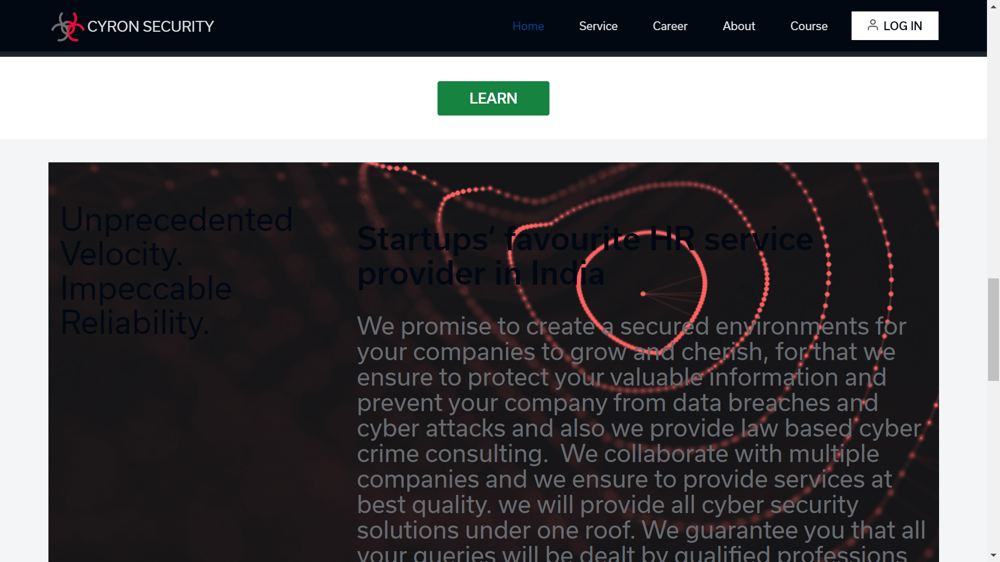 CYRON SECURITY
Home Service Career About Course LOG IN
LEARN
Unprecedented
Velocity.
Impeccable
Reliability.
Startups’ favourite HR service
provider in India
We promise to create a secured environments for
your companies to grow and cherish, for that we
ensure to protect your valuable information and
prevent your company from data breaches and
cyber attacks and also we provide law based cyber
crime consulting.  We collaborate with multiple
companies and we ensure to provide services at
best quality. we will provide all cyber security
solutions under one roof. We guarantee you that all
your queries will be dealt by qualified professions